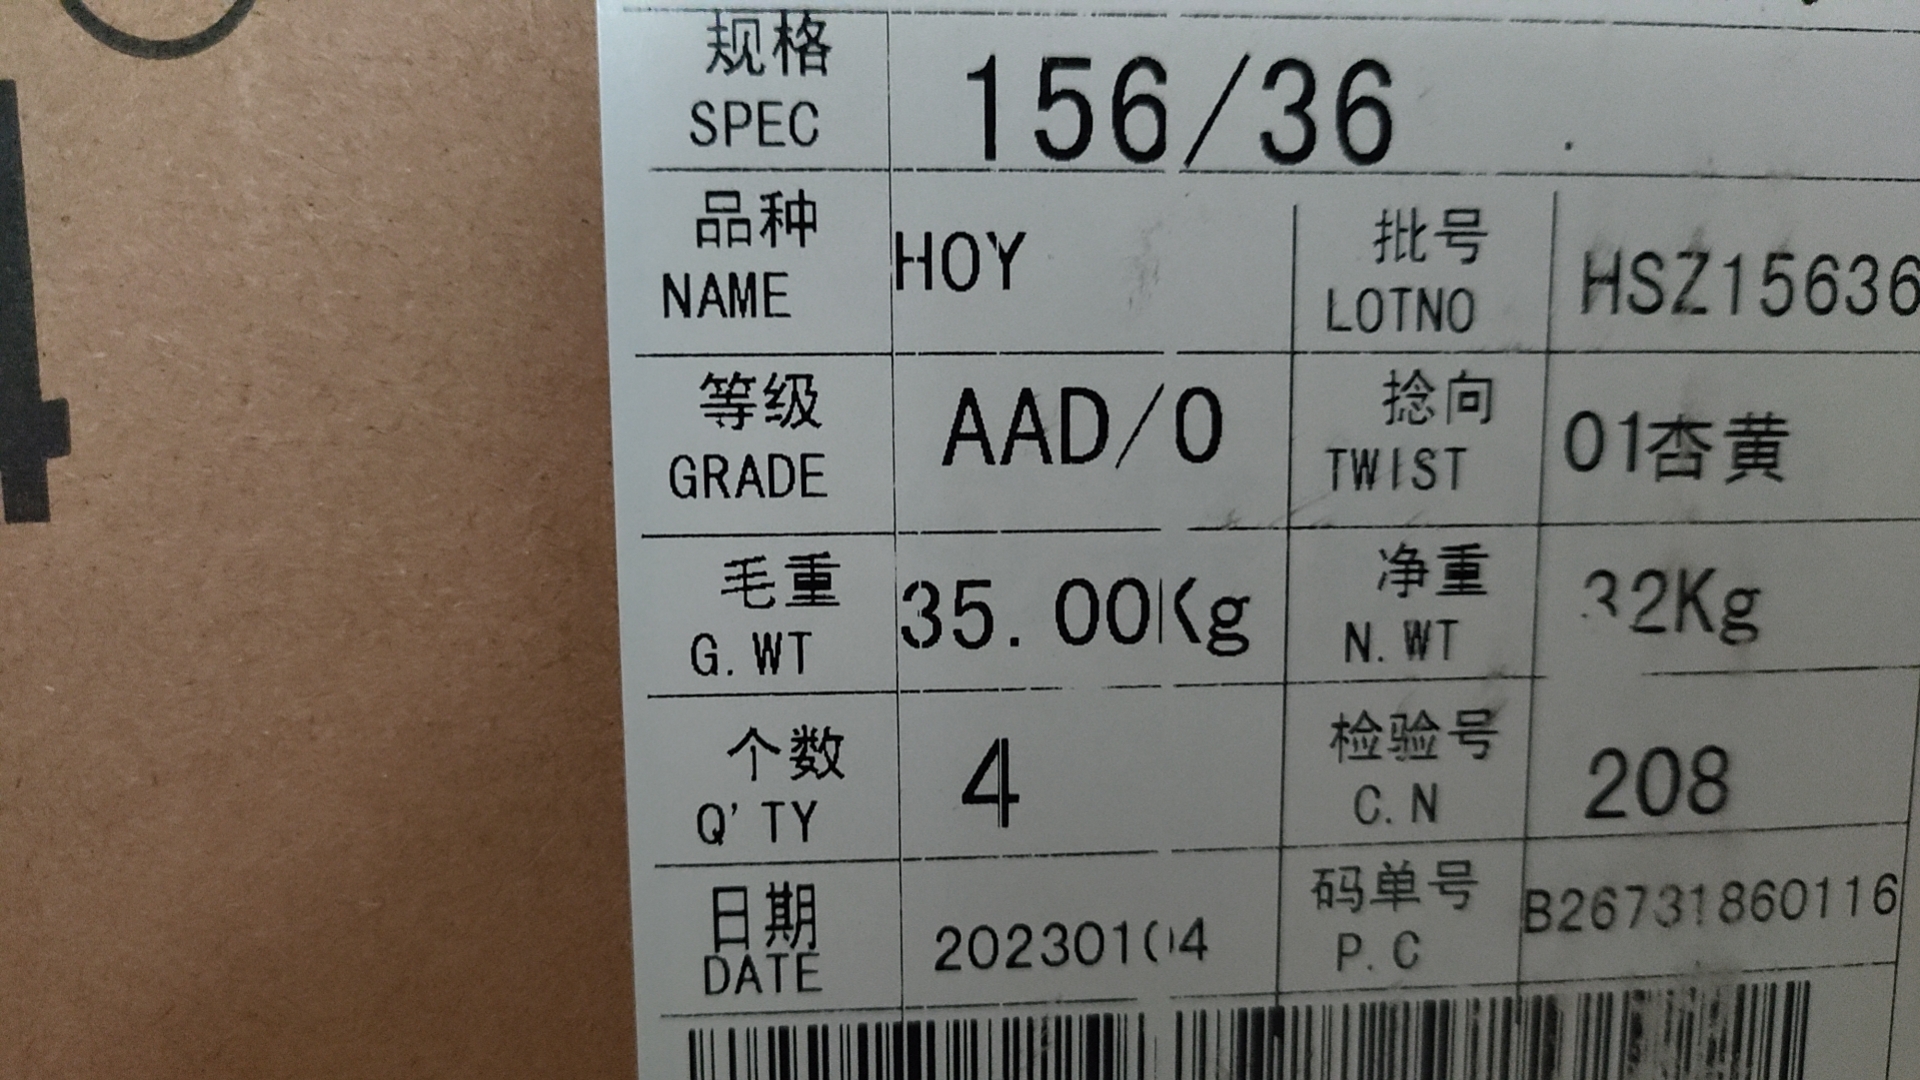 规格
SPEC
156/36
品种
NAME
HOY
批号
LOTNO
HSZ15636
等级
GRADE
AAD/0
捻向
TWIST
01杏黄
毛重
G.WT
35.00Kg
净重
N.WT
32Kg
个数
Q'TY
4
检验号
C.N
208
日期
DATE
20230104
码单号
P.C
B26731860116